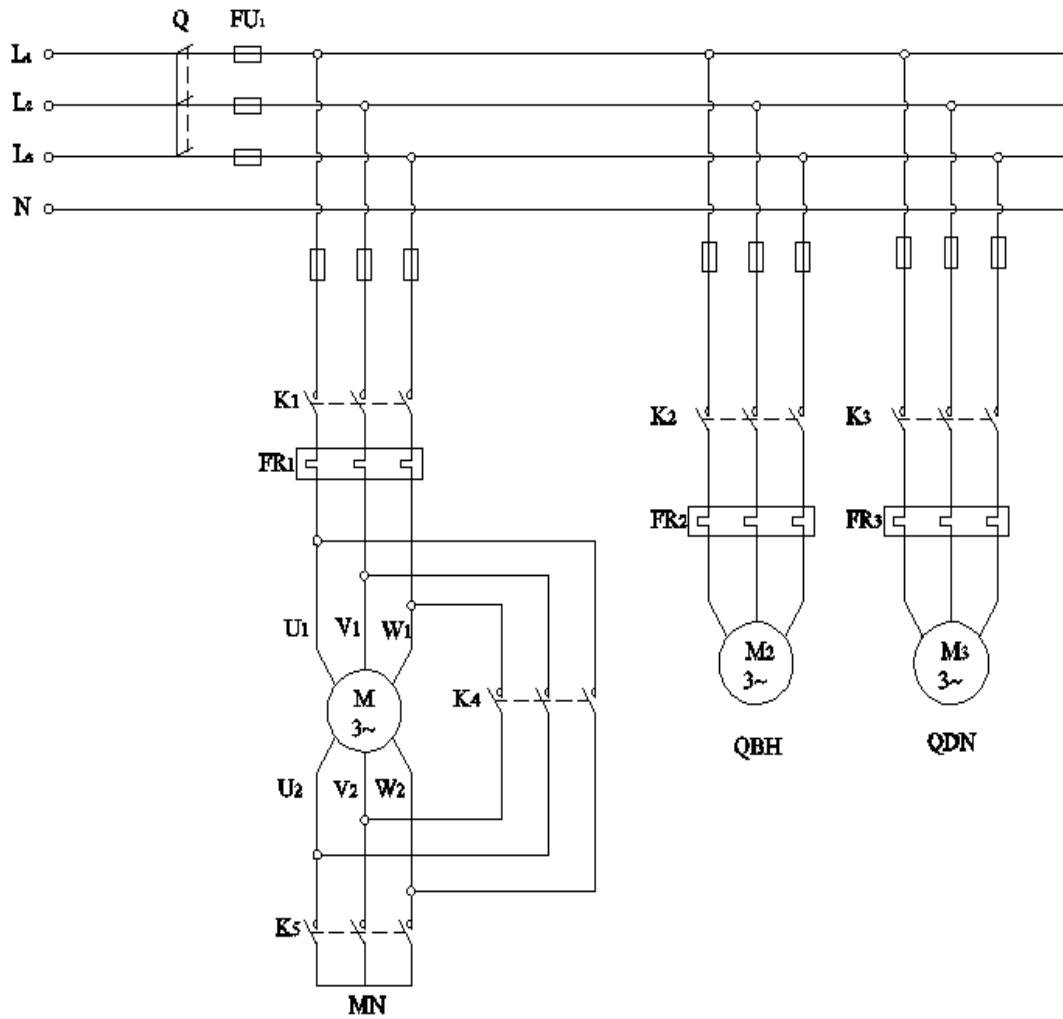 Q FU1
L1
L2
L3
N
K1
FR1
K2
K3
FR2
FR3
U1 V1 W1
M
3~
K4
M2
3~
M3
3~
QBH
QDN
U2 V2 W2
K5
MN